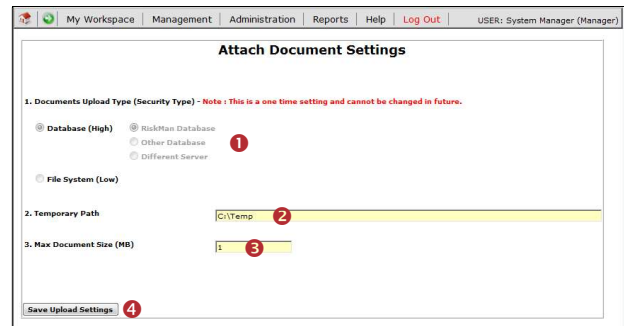 My Workspace | Management | Administration | Reports | Help | Log Out | USER: System Manager (Manager)
Attach Document Settings
1. Documents Upload Type (Security Type) - Note : This is a one time setting and cannot be changed in future.
Database (High) RiskMan Database
Other Database 1
Different Server
File System (Low)
2. Temporary Path C:\Temp 2
3. Max Document Size (MB) 1 3
Save Upload Settings 4